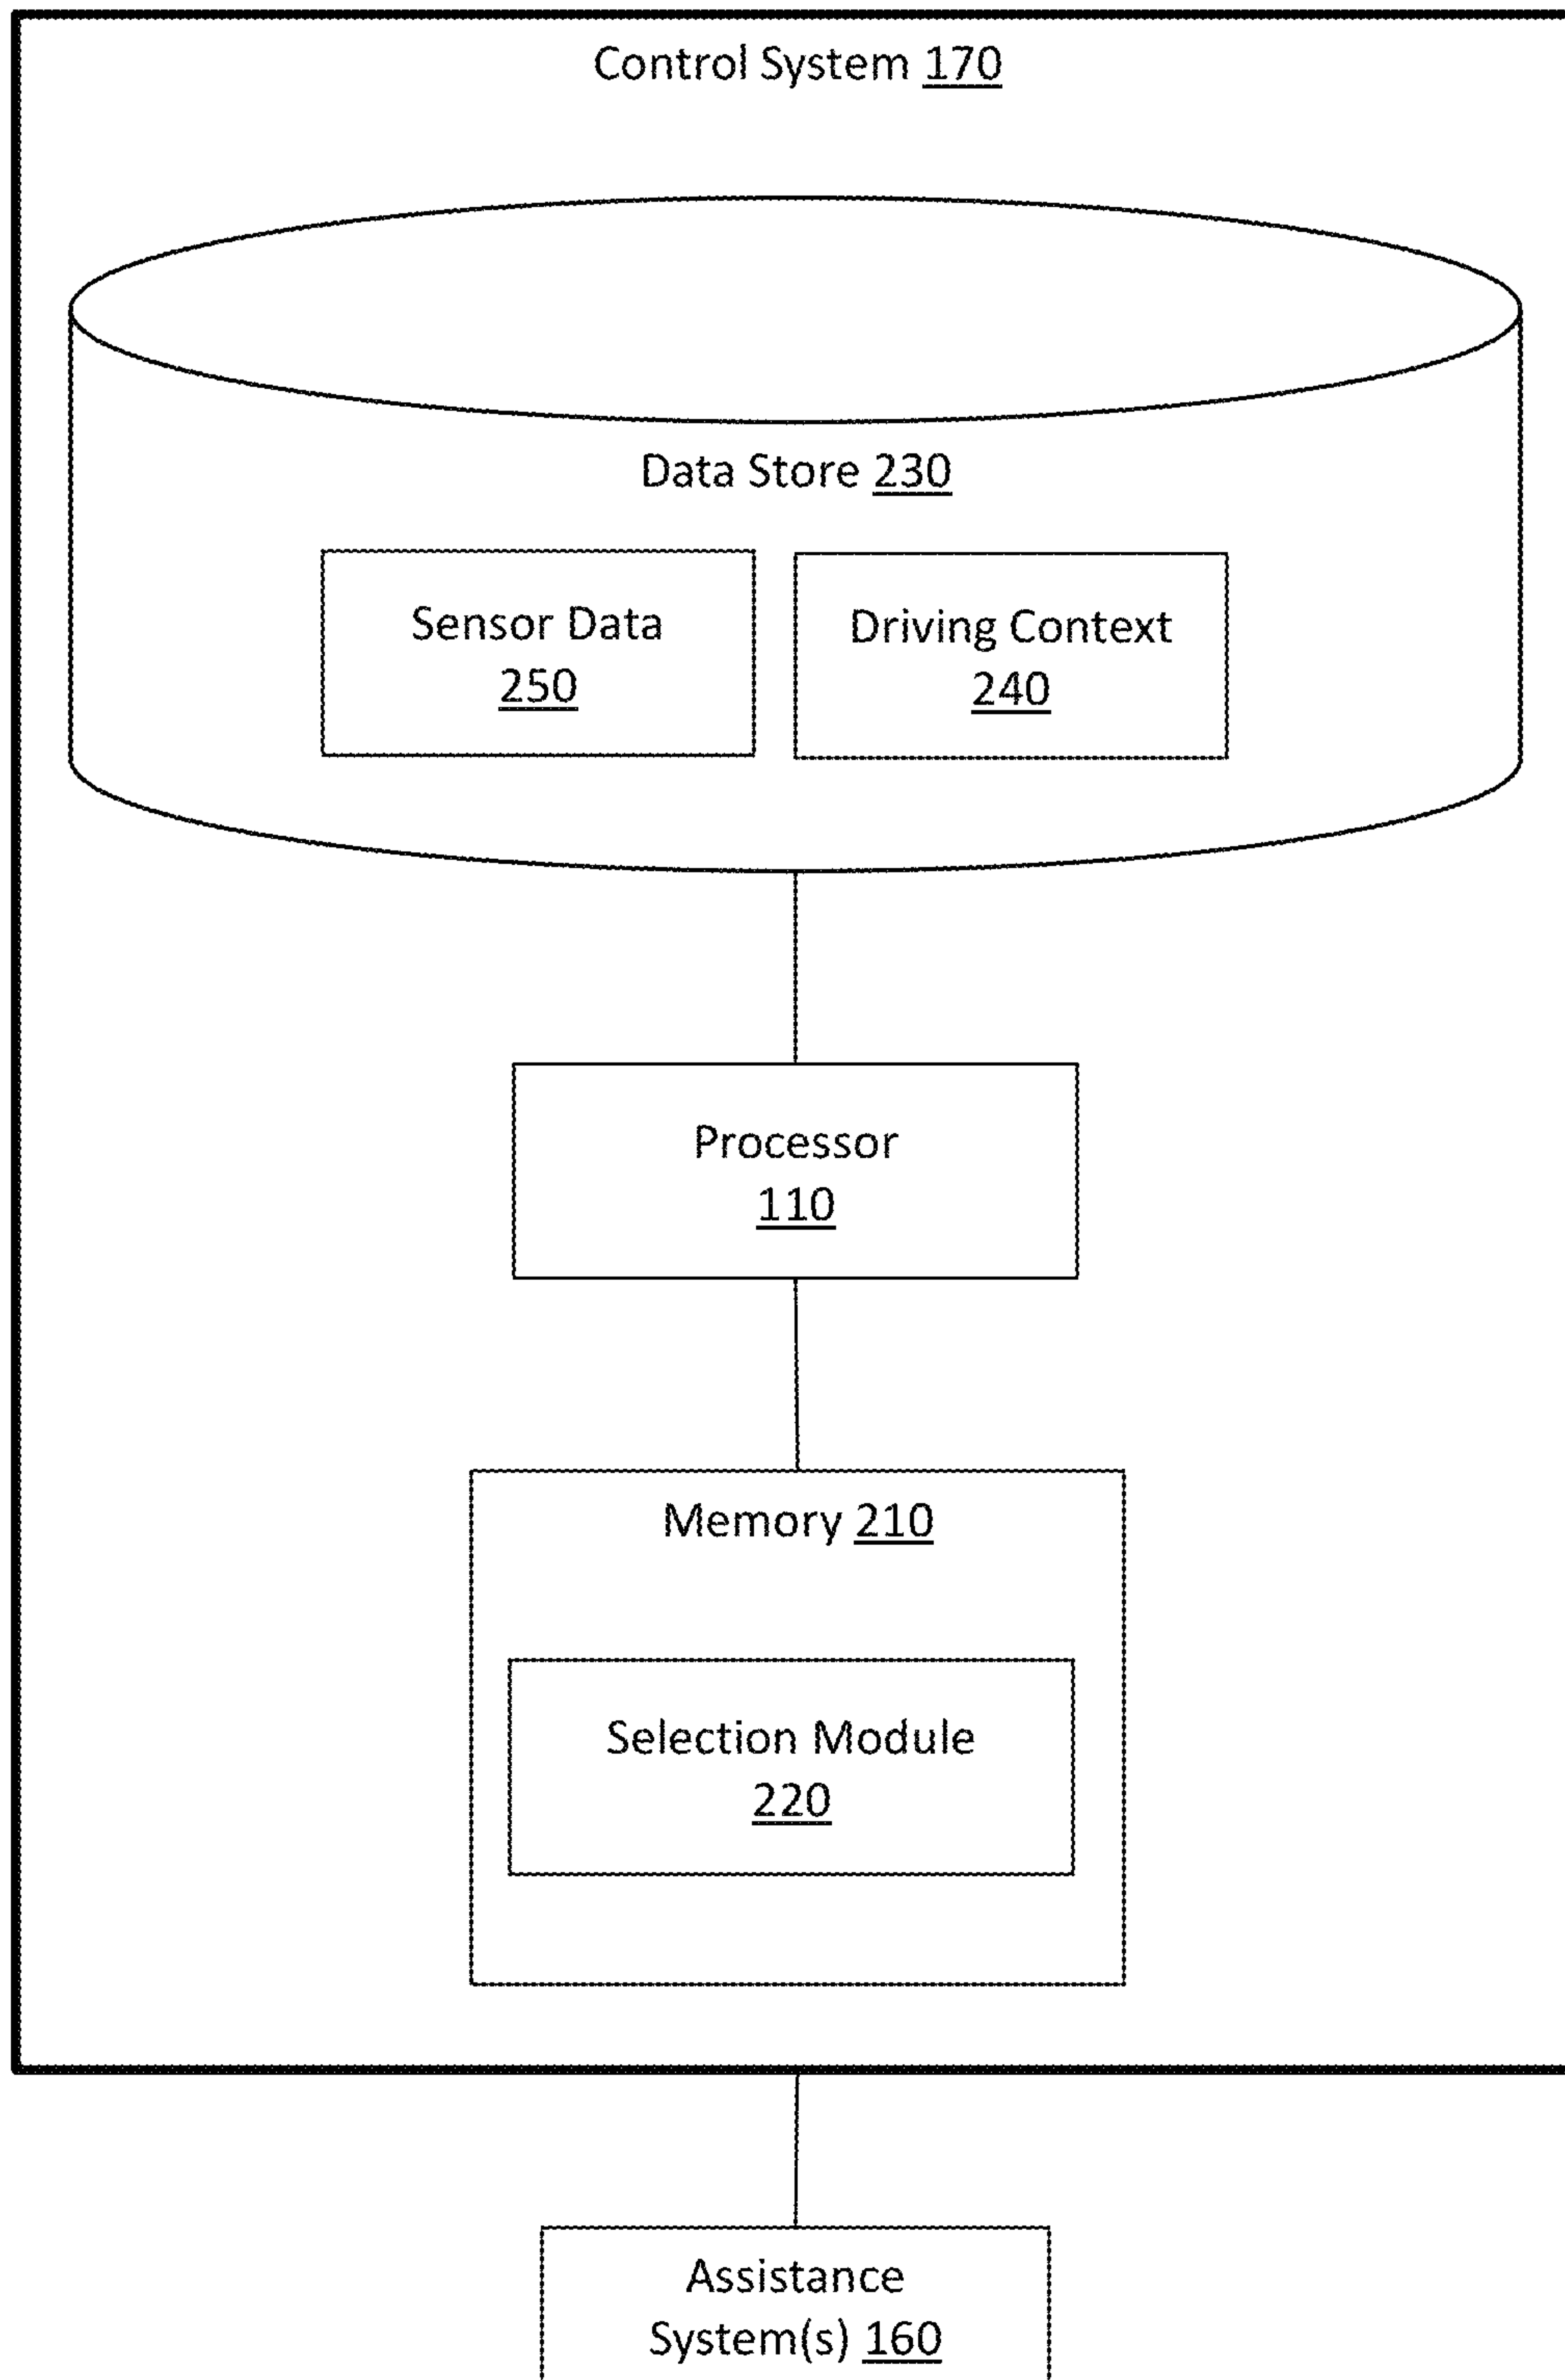 Control System 170
Data Store 230
Sensor Data
250
Driving Context
240
Processor
110
Memory 210
Selection Module
220
Assistance
System(s) 160